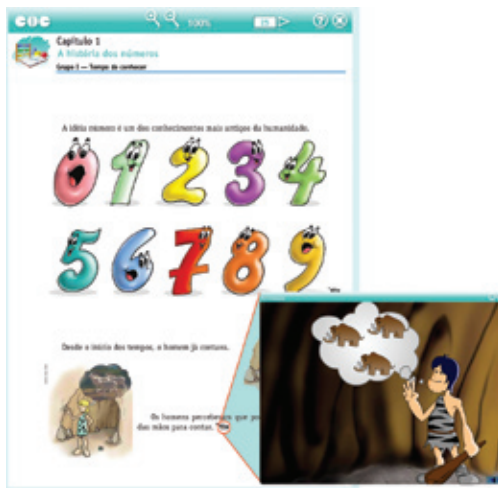 COC
100%
Capítulo 1
A história dos números
Grupo 1 — Tempo de conhecer
A idéia número é um dos conhecimentos mais antigos da humanidade.
0 1 2 3 4
5 6 7 8 9
Desde o início dos tempos, o homem já contava.
Os homens perceberam que
das mãos para contar.